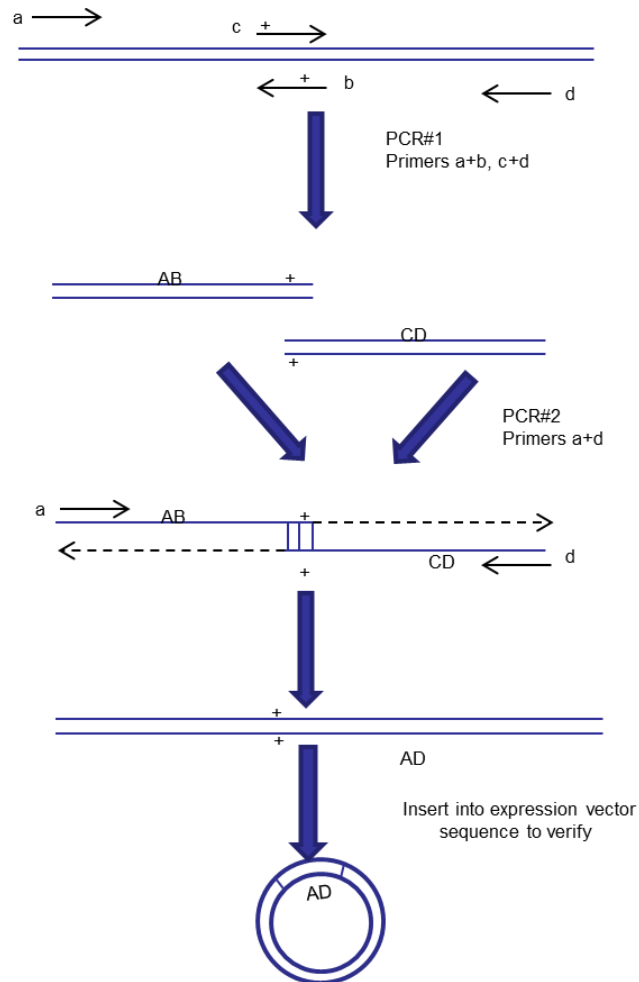 a
c +
+ b
d
PCR#1
Primers a+b, c+d
AB +
CD
+
PCR#2
Primers a+d
a
AB +
CD d
+
+
+
AD
Insert into expression vector
sequence to verify
AD